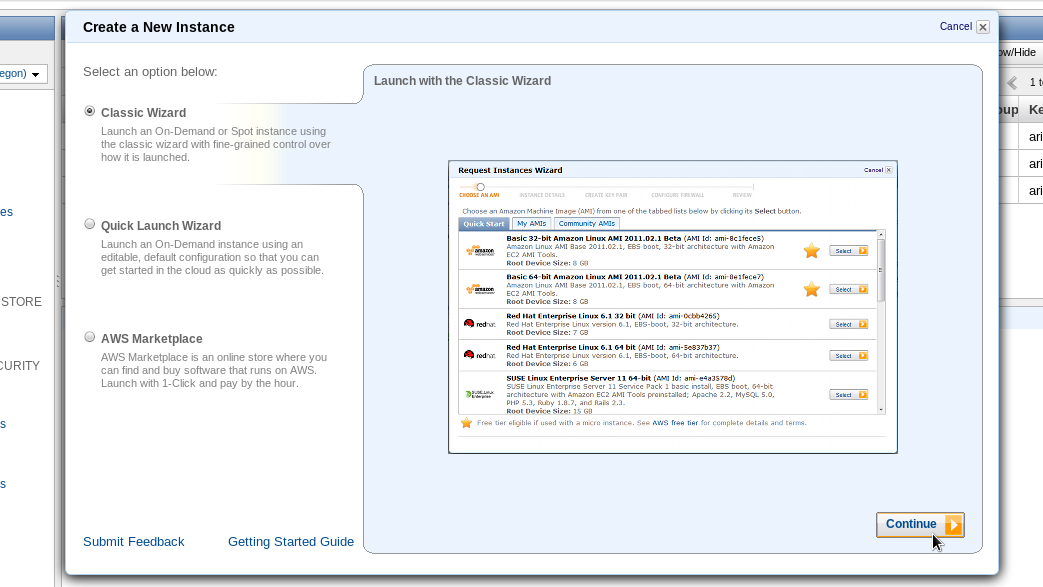 Create a New Instance
Cancel
egon)
ow/Hide
1 t
oup
Ke
ari
ari
ari
es
STORE
CURITY
s
s
Select an option below:
Classic Wizard
Launch an On-Demand or Spot instance using
the classic wizard with fine-grained control over
how it is launched.
Quick Launch Wizard
Launch an On-Demand instance using an
editable, default configuration so that you can
get started in the cloud as quickly as possible.
AWS Marketplace
AWS Marketplace is an online store where you
can find and buy software that runs on AWS.
Launch with 1-Click and pay by the hour.
Submit Feedback
Getting Started Guide
Launch with the Classic Wizard
Request Instances Wizard
Cancel
CHOOSE AN AMI INSTANCE DETAILS CREATE KEY PAIR CONFIGURE FIREWALL REVIEW
Choose an Amazon Machine Image (AMI) from one of the tabbed lists below by clicking its Select button.
Quick Start My AMIs Community AMIs
amazon
Basic 32-bit Amazon Linux AMI 2011.02.1 Beta (AMI Id: ami-8c1fece5)
Amazon Linux AMI Base 2011.02.1, EBS boot, 32-bit architecture with Amazon
EC2 AMI Tools.
Root Device Size: 8 GB
Select
amazon
Basic 64-bit Amazon Linux AMI 2011.02.1 Beta (AMI Id: ami-8e1fece7)
Amazon Linux AMI Base 2011.02.1, EBS boot, 64-bit architecture with Amazon
EC2 AMI Tools.
Root Device Size: 8 GB
Select
redhat
Red Hat Enterprise Linux 6.1 32 bit (AMI Id: ami-0cbb4265)
Red Hat Enterprise Linux version 6.1, EBS-boot, 32-bit architecture.
Root Device Size: 7 GB
Select
redhat
Red Hat Enterprise Linux 6.1 64 bit (AMI Id: ami-5e837b37)
Red Hat Enterprise Linux version 6.1, EBS-boot, 64-bit architecture.
Root Device Size: 6 GB
Select
SUSE Linux
Enterprise
SUSE Linux Enterprise Server 11 64-bit (AMI Id: ami-e4a3578d)
SUSE Linux Enterprise Server 11 Service Pack 1 basic install, EBS boot, 64-bit
architecture with Amazon EC2 AMI Tools preinstalled; Apache 2.2, MySQL 5.0,
PHP 5.3, Ruby 1.8.7, and Rails 2.3.
Root Device Size: 15 GB
Select
Free tier eligible if used with a micro instance. See AWS free tier for complete details and terms.
Continue